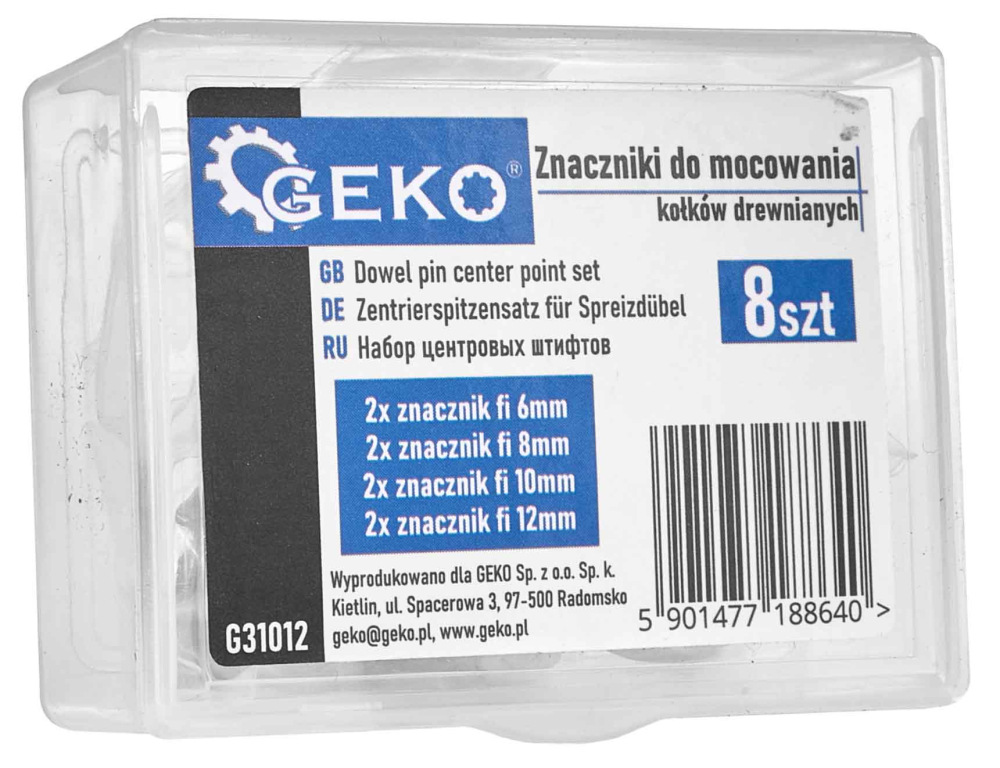 GEKO®
Znaczniki do mocowania
kołków drewnianych
GB Dowel pin center point set
DE Zentrierspitzensatz für Spreizdübel
RU Набор центровых штифтов
8szt
2x znacznik fi 6mm
2x znacznik fi 8mm
2x znacznik fi 10mm
2x znacznik fi 12mm
Wyprodukowano dla GEKO Sp. z o.o. Sp. k.
Kietlin, ul. Spacerowa 3, 97-500 Radomsko
geko@geko.pl, www.geko.pl
G31012
5 901477 188640 >